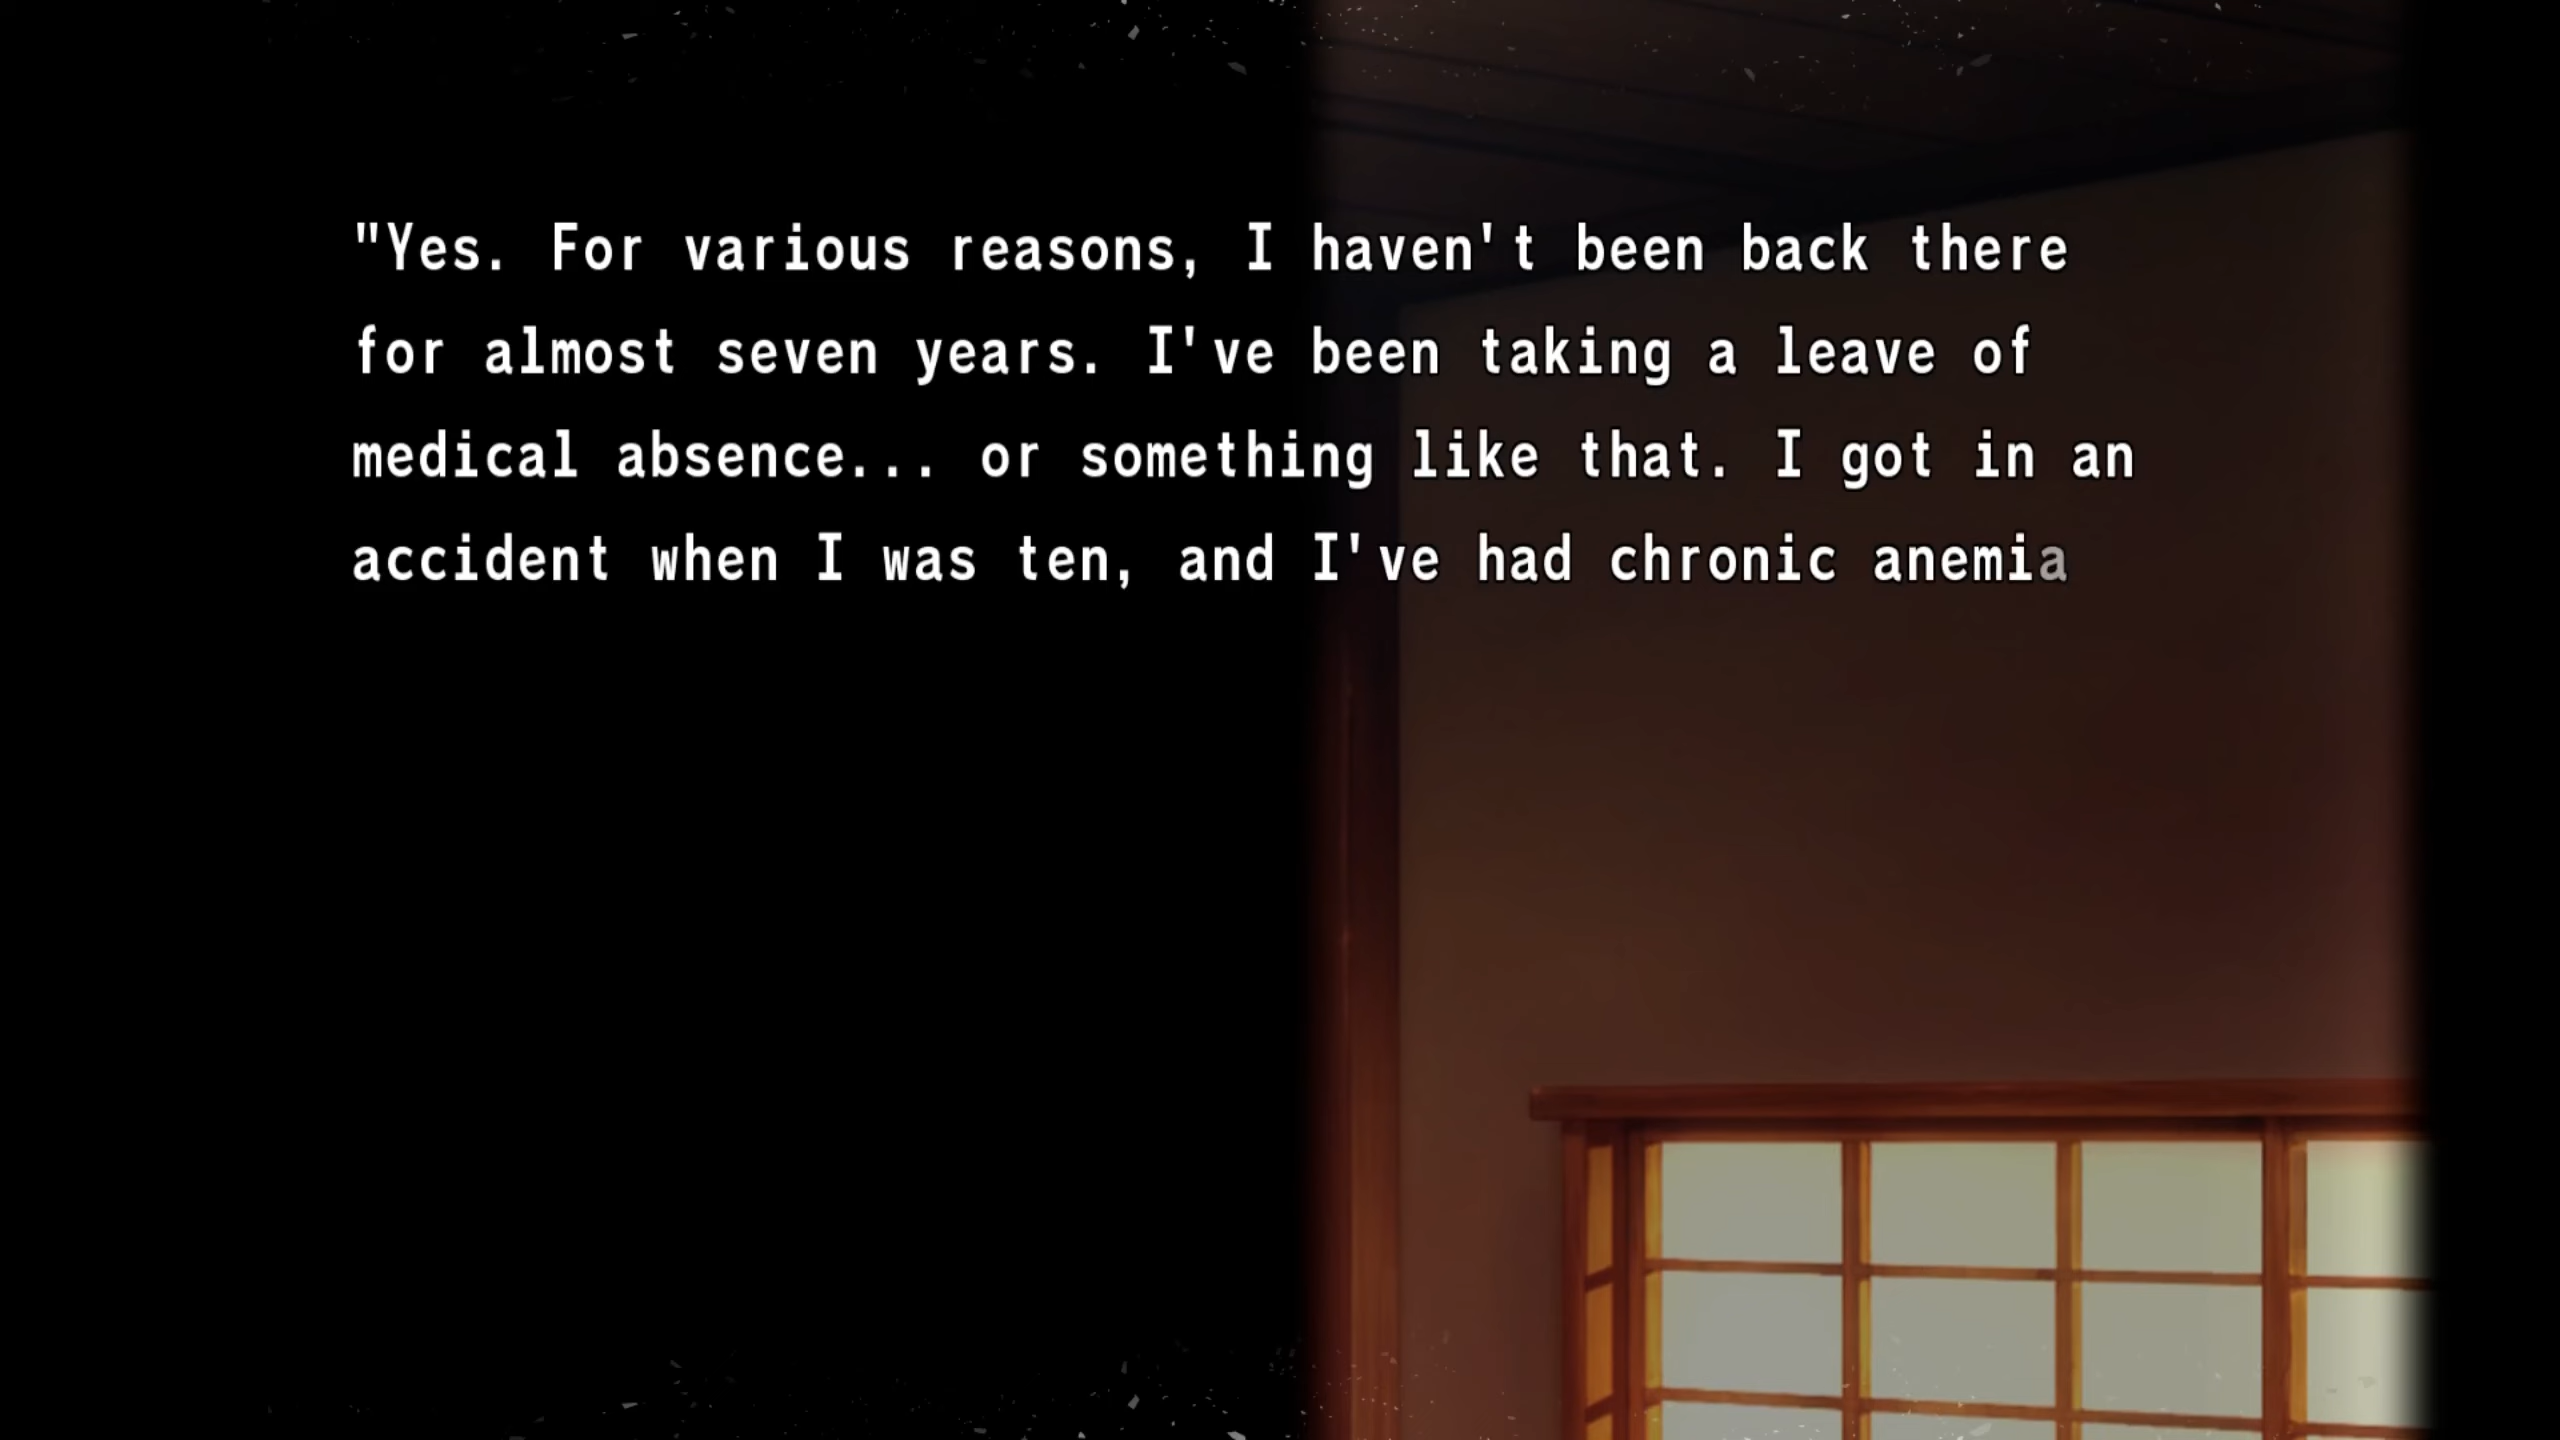 "Yes. For various reasons, I haven't been back there
for almost seven years. I've been taking a leave of
medical absence... or something like that. I got in an
accident when I was ten, and I've had chronic anemia